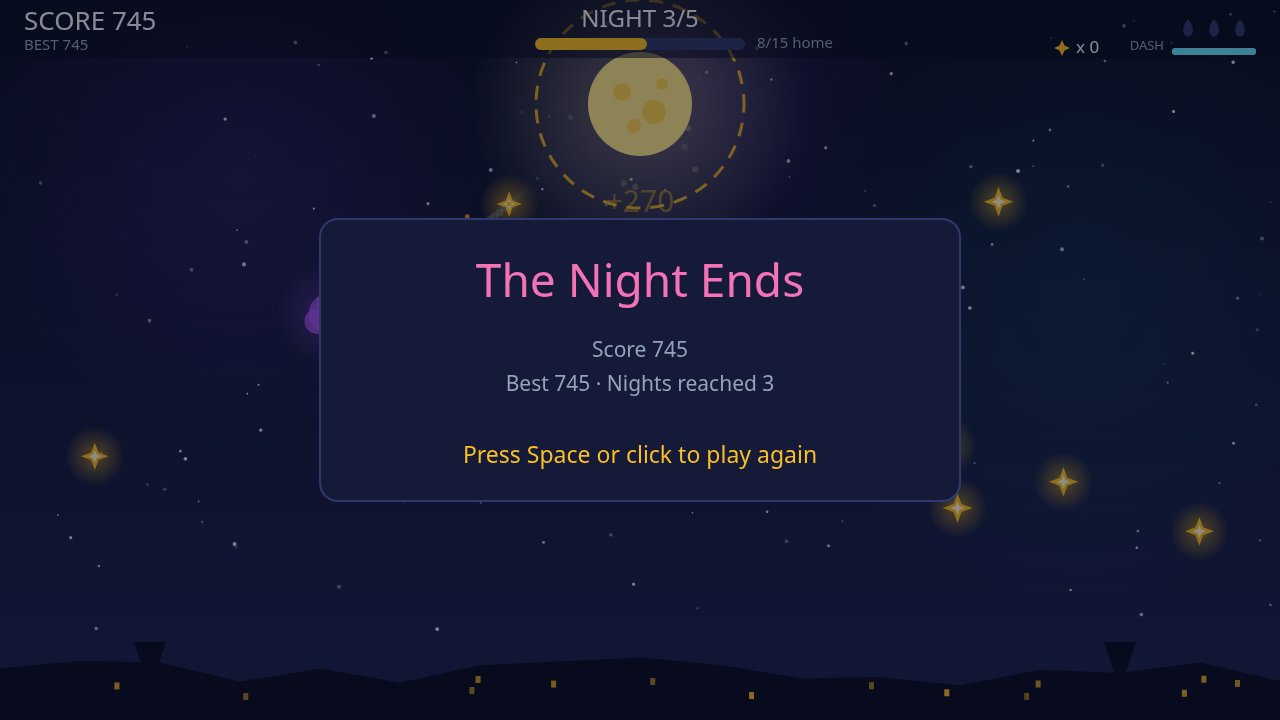 SCORE 745
BEST 745
NIGHT 3/5
8/15 home
x 0
DASH
+270
The Night Ends
Score 745
Best 745 · Nights reached 3
Press Space or click to play again